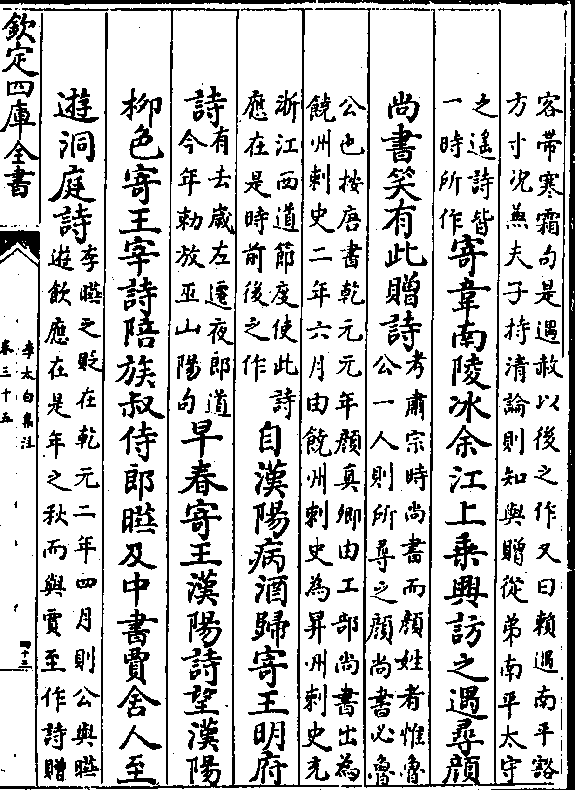 客帶寒霜句是遇赦以後之作又曰賴遇南平豁
方寸况兼夫子持清論則知與贈從弟南平太守
之遙詩皆
一時所作
寄韋南陵冰余江上乗興訪之遇尋顔
尚書笑有此贈詩
考肅宗時尚書而顔姓者惟魯
公一人則所尋之顔尚書必魯
公也按唐書乾元元年顔真卿由工部尚書出為
饒州刺史二年六月由饒州刺史為昇州刺史充
浙江西道節度使此詩
應在是時前後之作
自漢陽病酒歸寄王明府
詩
有去歲左遷夜郎道
今年勅放巫山陽句
早春寄王漢陽詩望漢陽
柳色寄王宰詩陪族叔侍郎曄及中書賈舍人至
遊洞庭詩
李曄之貶在乾元二年四月則公與曄
遊飲應在是年之秋而與賈至作詩贈
欽定四庫全書
李太白集注
卷三十五
四十三